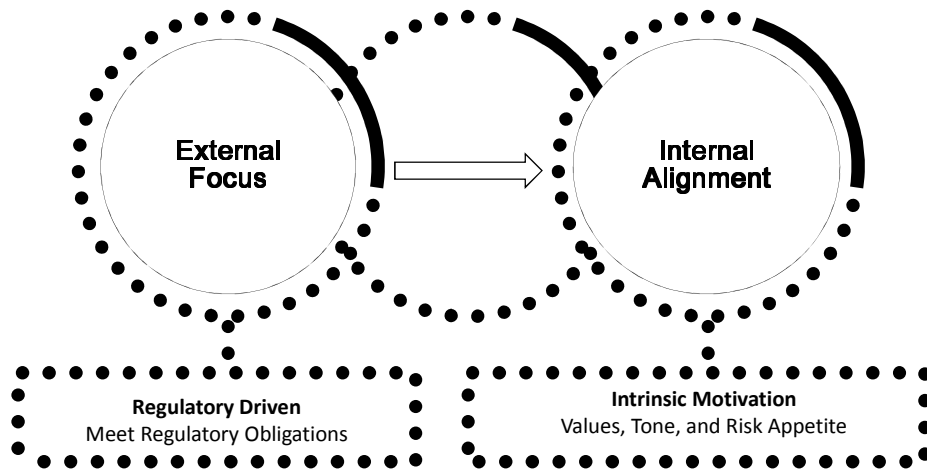 External
Focus
Internal
Alignment
Regulatory Driven
Meet Regulatory Obligations
Intrinsic Motivation
Values, Tone, and Risk Appetite